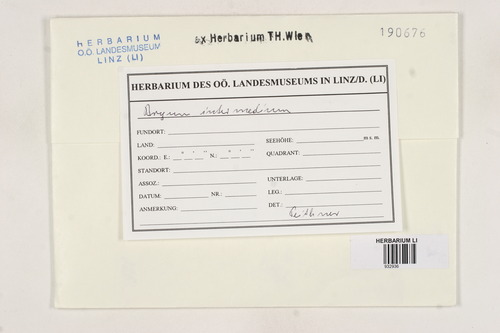 HERBARIUM
O.Ö. LANDESMUSEUM
LINZ (LI)
ex Herbarium TH.Wien
190676
HERBARIUM DES OÖ. LANDESMUSEUMS IN LINZ/D. (LI)
Bryum intermedium
FUNDORT:
LAND: SEEHÖHE: m s. m.
KOORD. E.: ° ' " N.: ° ' " QUADRANT:
STANDORT:
ASSOZ.: UNTERLAGE:
DATUM: NR.: LEG.:
ANMERKUNG: DET.:
HERBARIUM LI